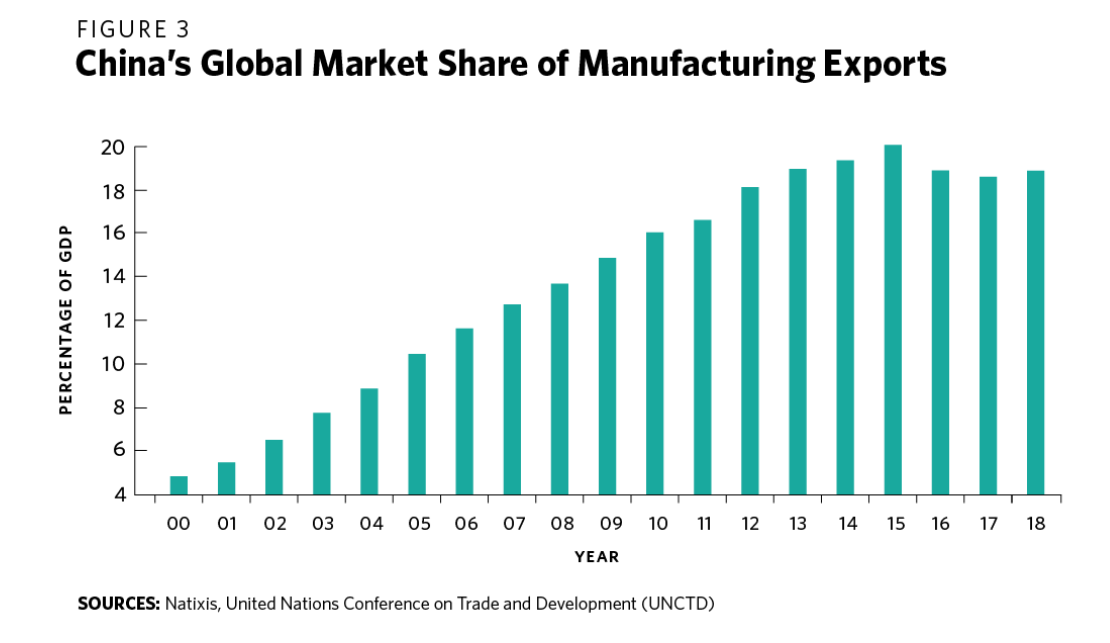 FIGURE 3
China's Global Market Share of Manufacturing Exports
PERCENTAGE OF GDP
20
18
16
14
12
10
8
6
4
00 01 02 03 04 05 06 07 08 09 10 11 12 13 14 15 16 17 18
YEAR
SOURCES: Natixis, United Nations Conference on Trade and Development (UNCTD)